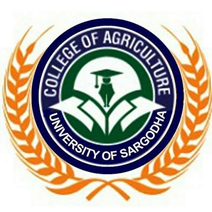 COLLEGE OF AGRICULTURE
UNIVERSITY OF SARGODHA